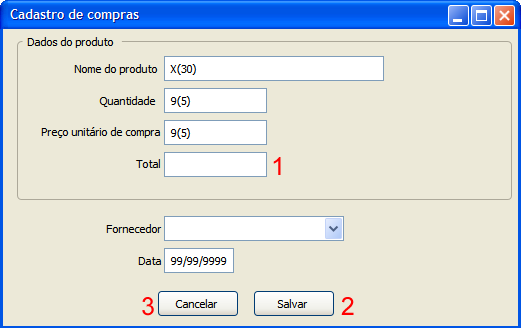 Cadastro de compras
Dados do produto
Nome do produto X(30)
Quantidade 9(5)
Preço unitário de compra 9(5)
Total 1
Fornecedor
Data 99/99/9999
3 Cancelar Salvar 2